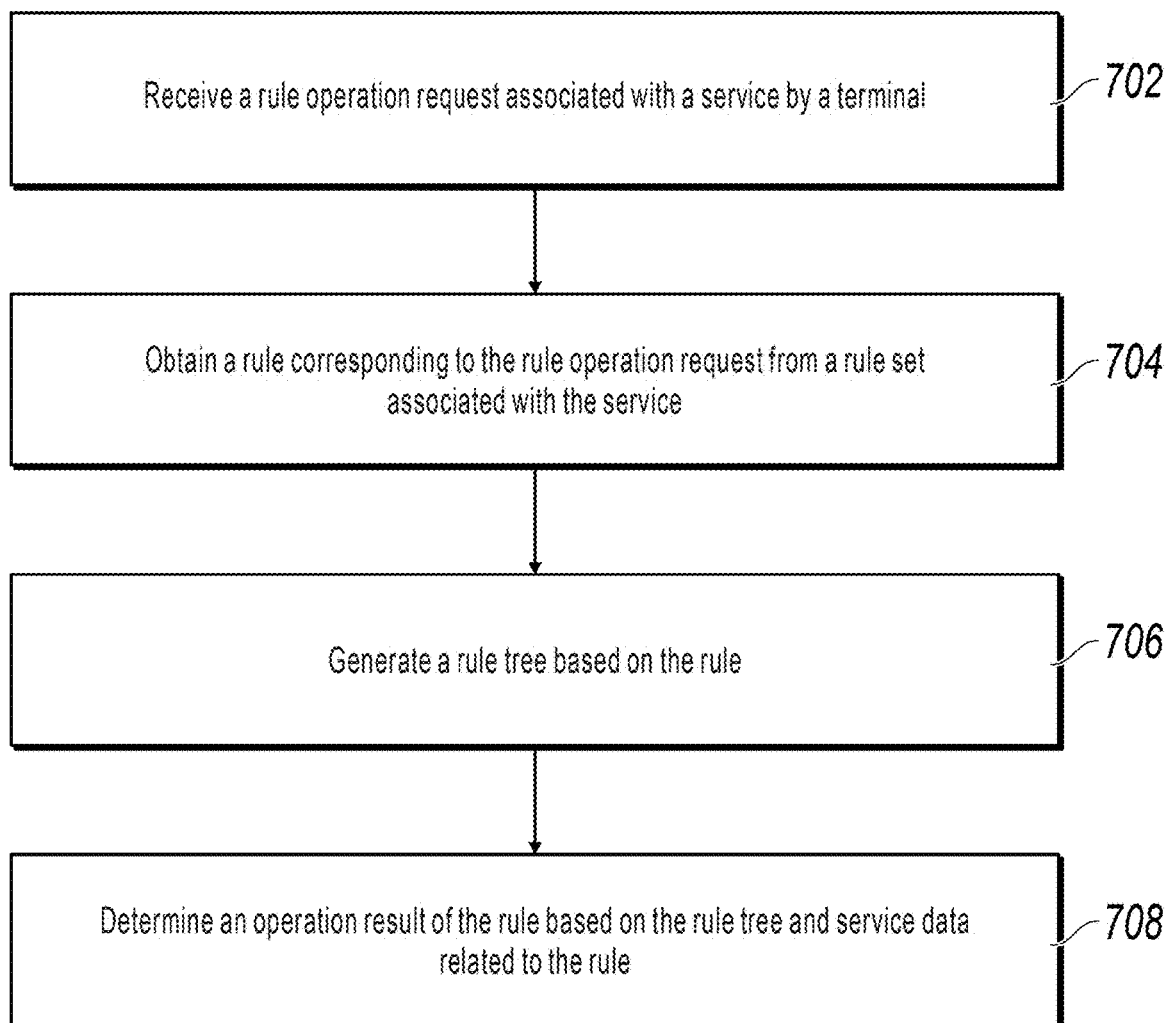 Receive a rule operation request associated with a service by a terminal
702
Obtain a rule corresponding to the rule operation request from a rule set
associated with the service
704
Generate a rule tree based on the rule
706
Determine an operation result of the rule based on the rule tree and service data
related to the rule
708